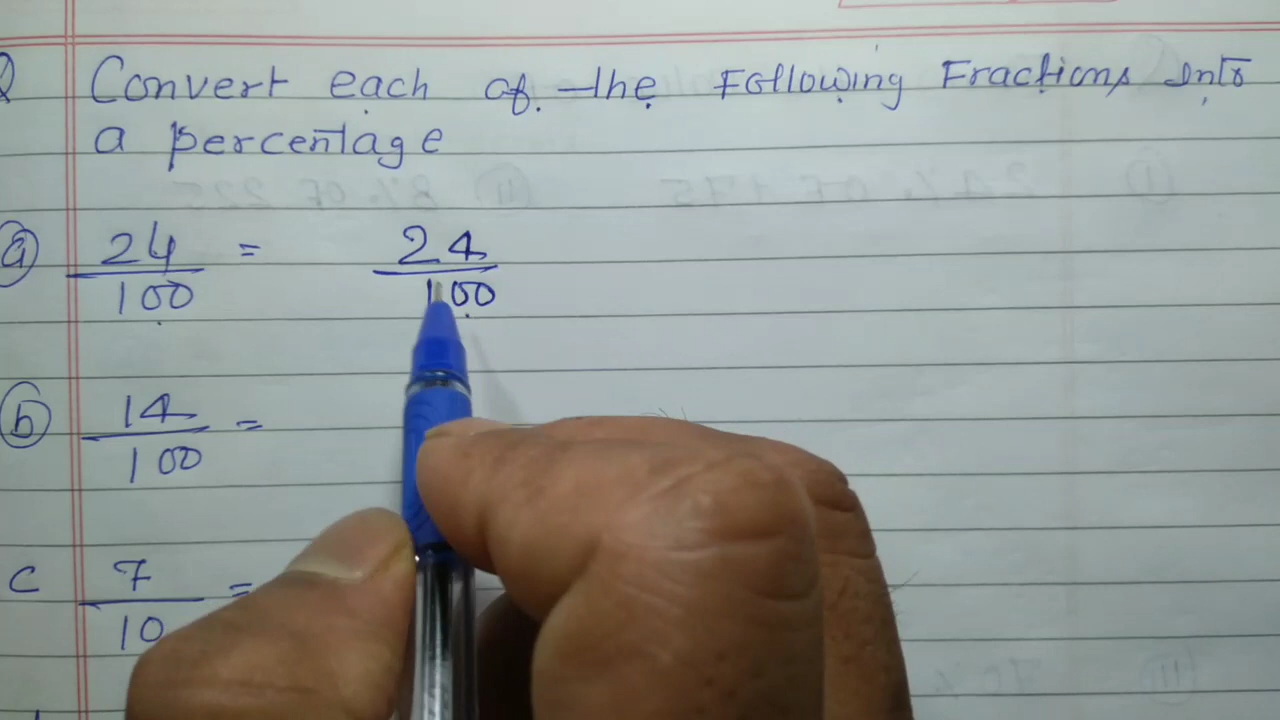 Q Convert each of the Following Fractions Into
a percentage
(a) 24/100 = 24/100
(b) 14/100 =
c 7/10 =